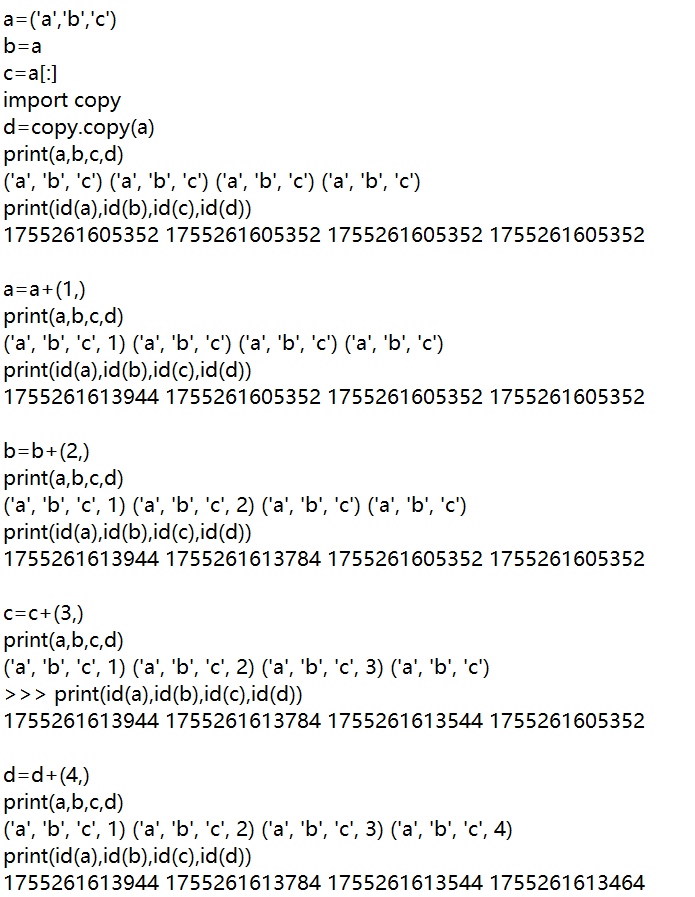 a=('a','b','c')
b=a
c=a[:]
import copy
d=copy.copy(a)
print(a,b,c,d)
('a', 'b', 'c') ('a', 'b', 'c') ('a', 'b', 'c') ('a', 'b', 'c')
print(id(a),id(b),id(c),id(d))
1755261605352 1755261605352 1755261605352 1755261605352
a=a+(1,)
print(a,b,c,d)
('a', 'b', 'c', 1) ('a', 'b', 'c') ('a', 'b', 'c') ('a', 'b', 'c')
print(id(a),id(b),id(c),id(d))
1755261613944 1755261605352 1755261605352 1755261605352
b=b+(2,)
print(a,b,c,d)
('a', 'b', 'c', 1) ('a', 'b', 'c', 2) ('a', 'b', 'c') ('a', 'b', 'c')
print(id(a),id(b),id(c),id(d))
1755261613944 1755261613784 1755261605352 1755261605352
c=c+(3,)
print(a,b,c,d)
('a', 'b', 'c', 1) ('a', 'b', 'c', 2) ('a', 'b', 'c', 3) ('a', 'b', 'c')
>>> print(id(a),id(b),id(c),id(d))
1755261613944 1755261613784 1755261613544 1755261605352
d=d+(4,)
print(a,b,c,d)
('a', 'b', 'c', 1) ('a', 'b', 'c', 2) ('a', 'b', 'c', 3) ('a', 'b', 'c', 4)
print(id(a),id(b),id(c),id(d))
1755261613944 1755261613784 1755261613544 1755261613464